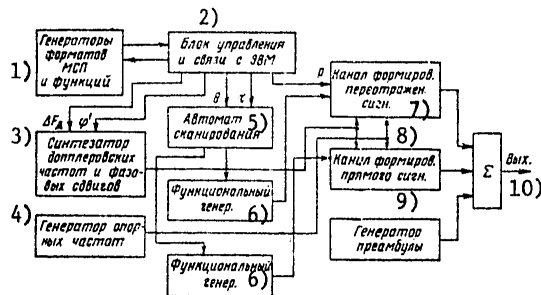 2)
Генераторы
форматов
МСП
и функций
1)
Блок управления
и связи с ЭВМ
P
Канал формиров.
переотражен.
сигн.
7)
θ
τ
ΔFд
φ'
3)
Автомат
сканирования
5)
8)
Синтезатор
допплеровских
частот и фазо-
вых сдвигов
Канал формиров.
прямого сигн.
9)
Σ
Вых.
10)
4)
Функциональный
генер.
6)
Генератор опор-
ных частот
Генератор
преамбулы
Функциональный
генер.
6)